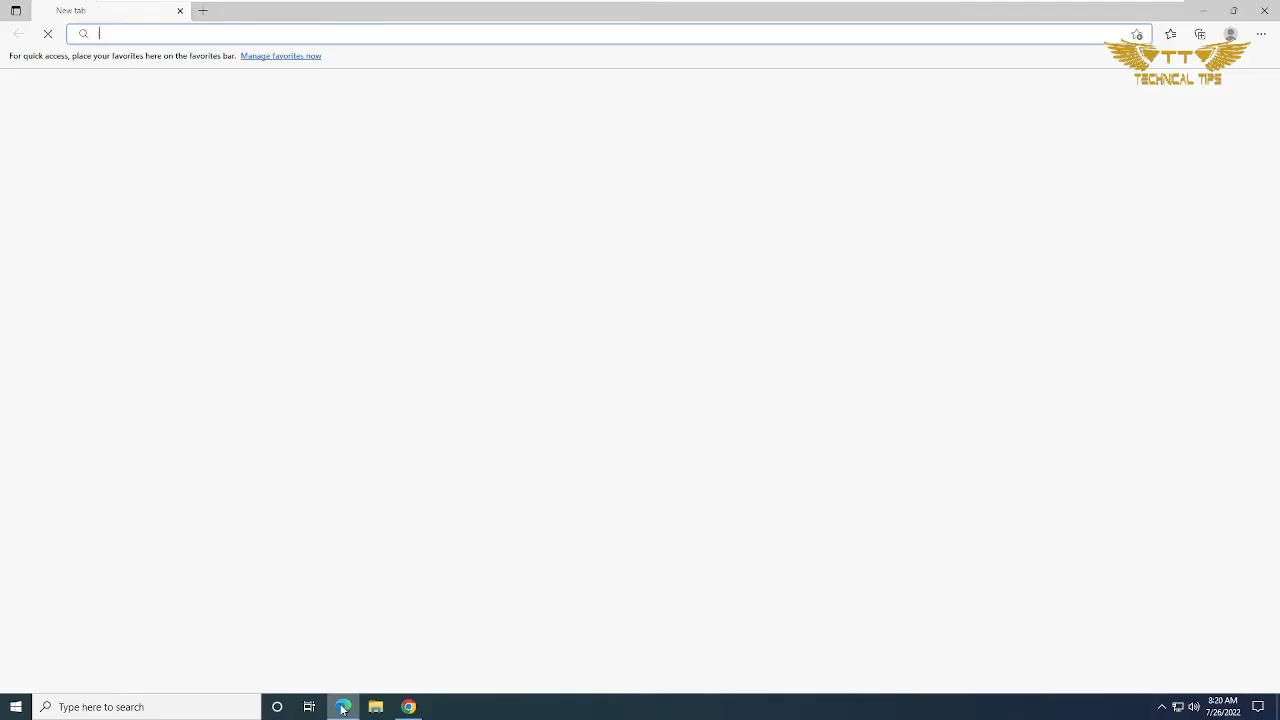 New tab
For quick access, place your favorites here on the favorites bar. Manage favorites now
TT
TECHNICAL TIPS
Type here to search
8:20 AM
7/26/2022